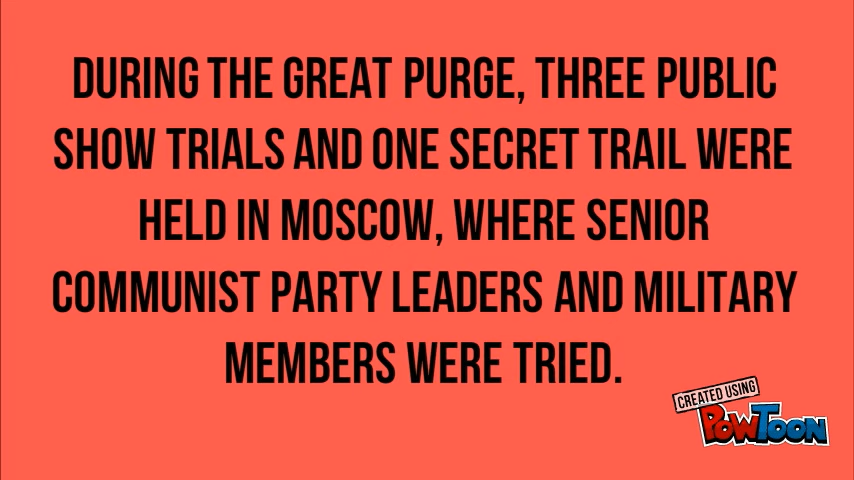 DURING THE GREAT PURGE, THREE PUBLIC
SHOW TRIALS AND ONE SECRET TRAIL WERE
HELD IN MOSCOW, WHERE SENIOR
COMMUNIST PARTY LEADERS AND MILITARY
MEMBERS WERE TRIED.
CREATED USING
POWTOON